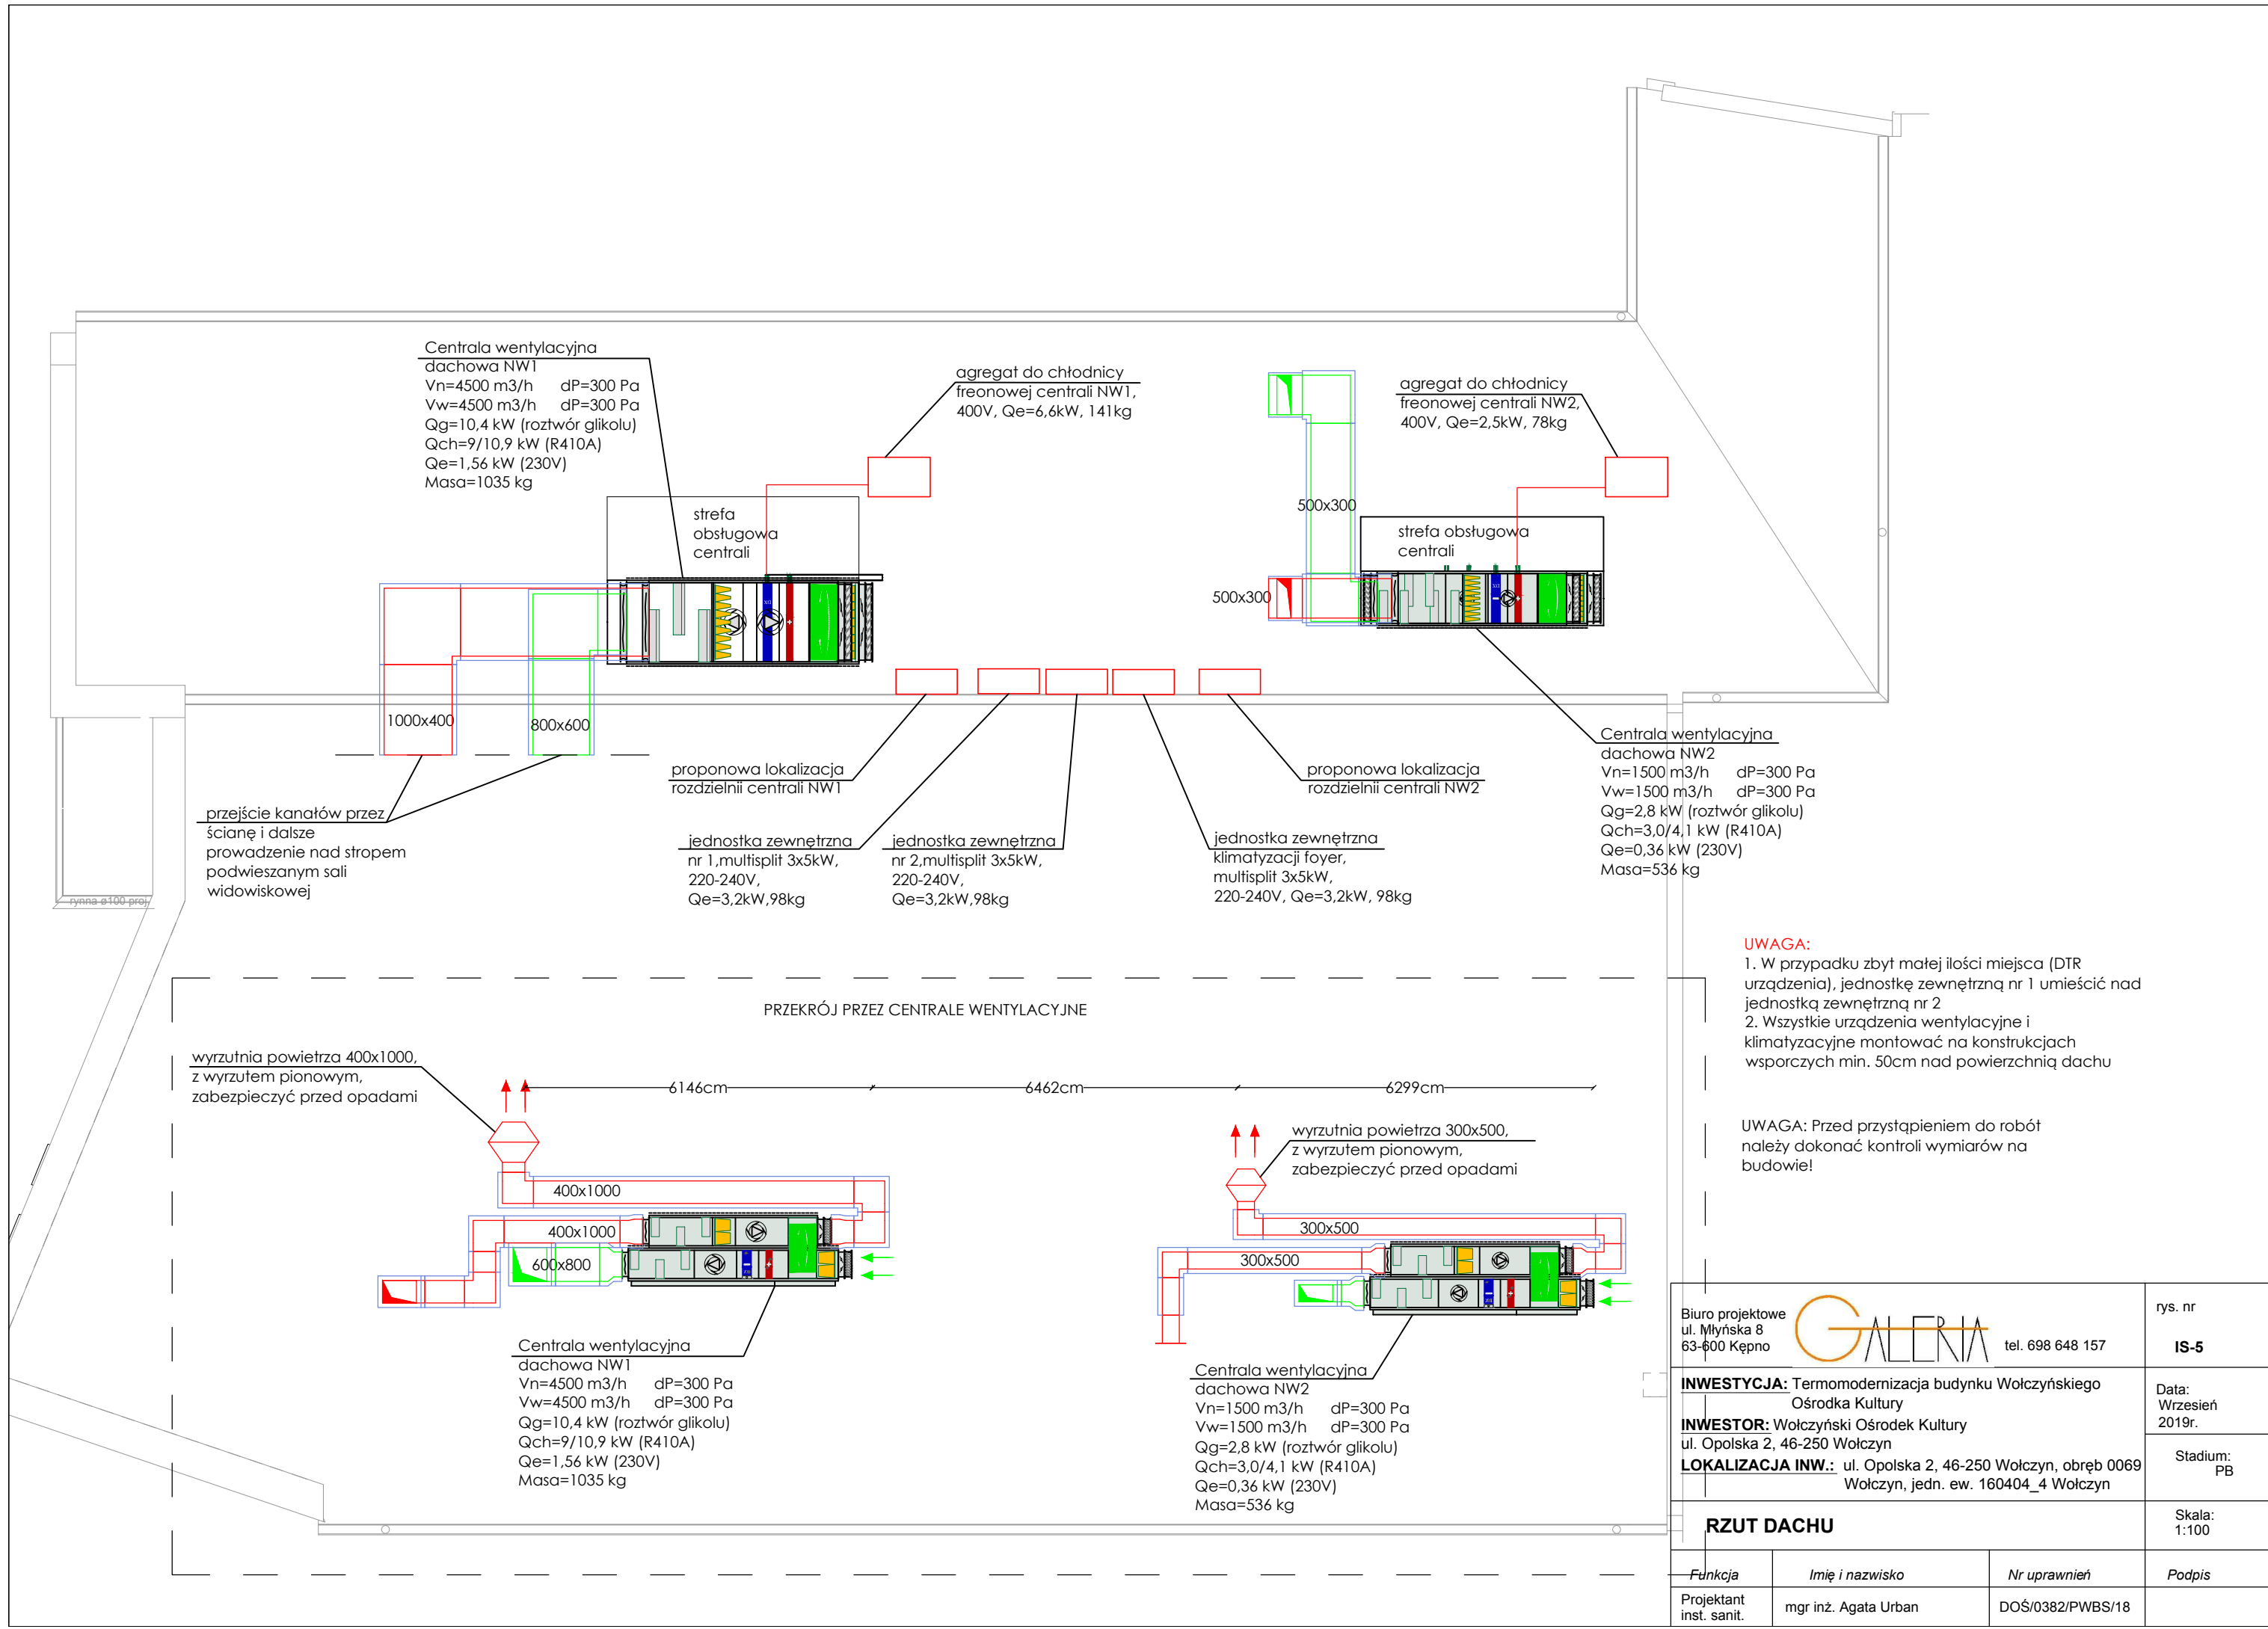 Centrala wentylacyjna
dachowa NW1
Vn=4500 m3/h dP=300 Pa
Vw=4500 m3/h dP=300 Pa
Qg=10,4 kW (roztwór glikolu)
Qch=9/10,9 kW (R410A)
Qe=1,56 kW (230V)
Masa=1035 kg
agregat do chłodnicy
freonowej centrali NW1,
400V, Qe=6,6kW, 141kg
agregat do chłodnicy
freonowej centrali NW2,
400V, Qe=2,5kW, 78kg
strefa
obsługowa
centrali
500x300
strefa obsługowa
centrali
500x300
1000x400
800x600
proponowa lokalizacja
rozdzielnii centrali NW1
proponowa lokalizacja
rozdzielnii centrali NW2
Centrala wentylacyjna
dachowa NW2
Vn=1500 m3/h dP=300 Pa
Vw=1500 m3/h dP=300 Pa
Qg=2,8 kW (roztwór glikolu)
Qch=3,0/4,1 kW (R410A)
Qe=0,36 kW (230V)
Masa=536 kg
przejście kanałów przez
ścianę i dalsze
prowadzenie nad stropem
podwieszanym sali
widowiskowej
jednostka zewnętrzna
nr 1,multisplit 3x5kW,
220-240V,
Qe=3,2kW,98kg
jednostka zewnętrzna
nr 2,multisplit 3x5kW,
220-240V,
Qe=3,2kW,98kg
jednostka zewnętrzna
klimatyzacji foyer,
multisplit 3x5kW,
220-240V, Qe=3,2kW, 98kg
rynna ø100 proj.
UWAGA:
1. W przypadku zbyt małej ilości miejsca (DTR
urządzenia), jednostkę zewnętrzną nr 1 umieścić nad
jednostką zewnętrzną nr 2
2. Wszystkie urządzenia wentylacyjne i
klimatyzacyjne montować na konstrukcjach
wsporczych min. 50cm nad powierzchnią dachu
UWAGA: Przed przystąpieniem do robót
należy dokonać kontroli wymiarów na
budowie!
PRZEKRÓJ PRZEZ CENTRALE WENTYLACYJNE
wyrzutnia powietrza 400x1000,
z wyrzutem pionowym,
zabezpieczyć przed opadami
6146cm
6462cm
6299cm
wyrzutnia powietrza 300x500,
z wyrzutem pionowym,
zabezpieczyć przed opadami
400x1000
400x1000
600x800
300x500
300x500
Centrala wentylacyjna
dachowa NW1
Vn=4500 m3/h dP=300 Pa
Vw=4500 m3/h dP=300 Pa
Qg=10,4 kW (roztwór glikolu)
Qch=9/10,9 kW (R410A)
Qe=1,56 kW (230V)
Masa=1035 kg
Centrala wentylacyjna
dachowa NW2
Vn=1500 m3/h dP=300 Pa
Vw=1500 m3/h dP=300 Pa
Qg=2,8 kW (roztwór glikolu)
Qch=3,0/4,1 kW (R410A)
Qe=0,36 kW (230V)
Masa=536 kg
Biuro projektowe
ul. Młyńska 8
63-600 Kępno
GALERIA
tel. 698 648 157
rys. nr
IS-5
INWESTYCJA: Termomodernizacja budynku Wołczyńskiego
Ośrodka Kultury
INWESTOR: Wołczyński Ośrodek Kultury
ul. Opolska 2, 46-250 Wołczyn
LOKALIZACJA INW.: ul. Opolska 2, 46-250 Wołczyn, obręb 0069
Wołczyn, jedn. ew. 160404_4 Wołczyn
Data:
Wrzesień
2019r.
Stadium:
PB
RZUT DACHU
Skala:
1:100
Funkcja Imię i nazwisko Nr uprawnień Podpis
Projektant
inst. sanit.
mgr inż. Agata Urban
DOŚ/0382/PWBS/18